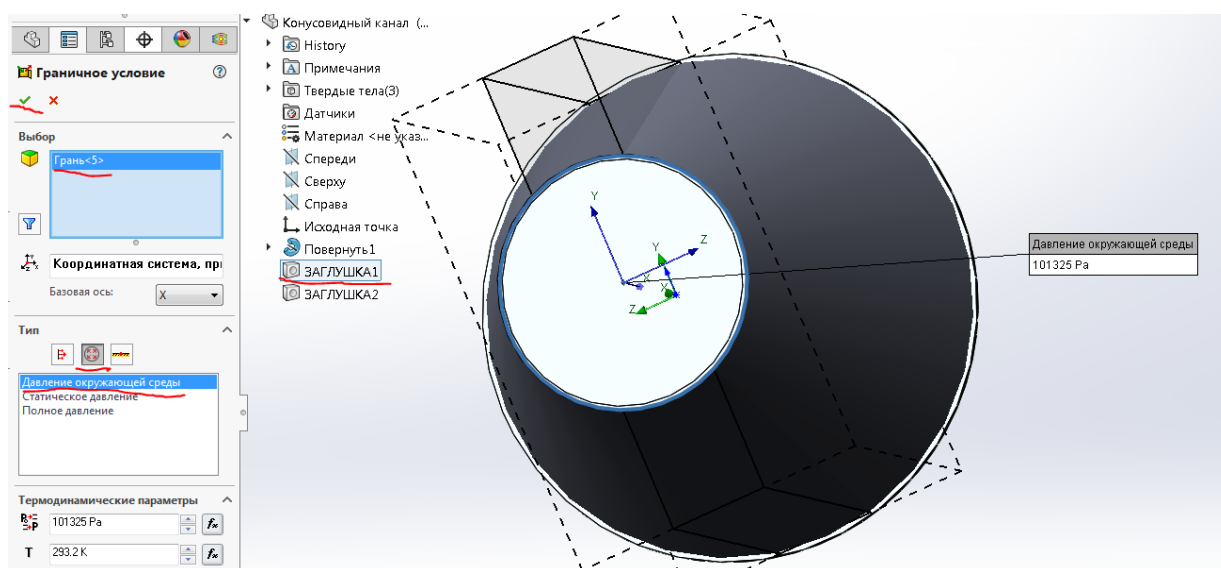 Граничное условие
Выбор
Грань<5>
Координатная система, при
Базовая ось:
X
Тип
Давление окружающей среды
Статическое давление
Полное давление
Термодинамические параметры
101325 Pa
T
293.2 K
Конусовидный канал (...
History
Примечания
Твердые тела(3)
Датчики
Материал <не указ...
Спереди
Сверху
Справа
Исходная точка
Повернуть1
ЗАГЛУШКА1
ЗАГЛУШКА2
Y
Z
X
Y
X
Z
Давление окружающей среды
101325 Pa